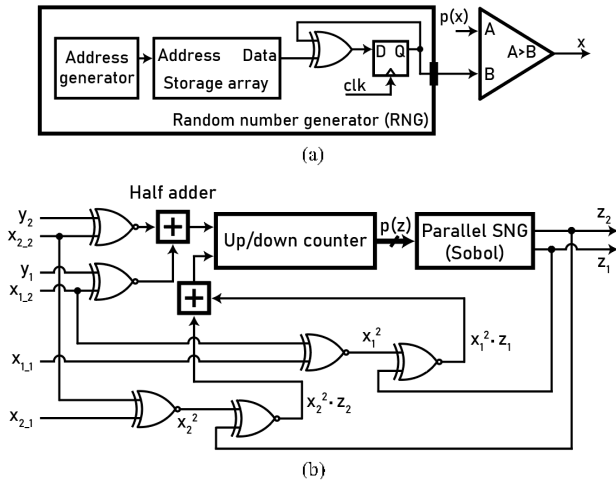 p(x)
Address generator
Address
Data
Storage array
D Q
clk
A
A>B
B
x
Random number generator (RNG)
(a)
Half adder
y2
x2_2
y1
x1_2
Up/down counter
p(z)
Parallel SNG (Sobol)
z2
z1
x1_1
x1^2
x1^2·z1
x2_1
x2^2
x2^2·z2
(b)